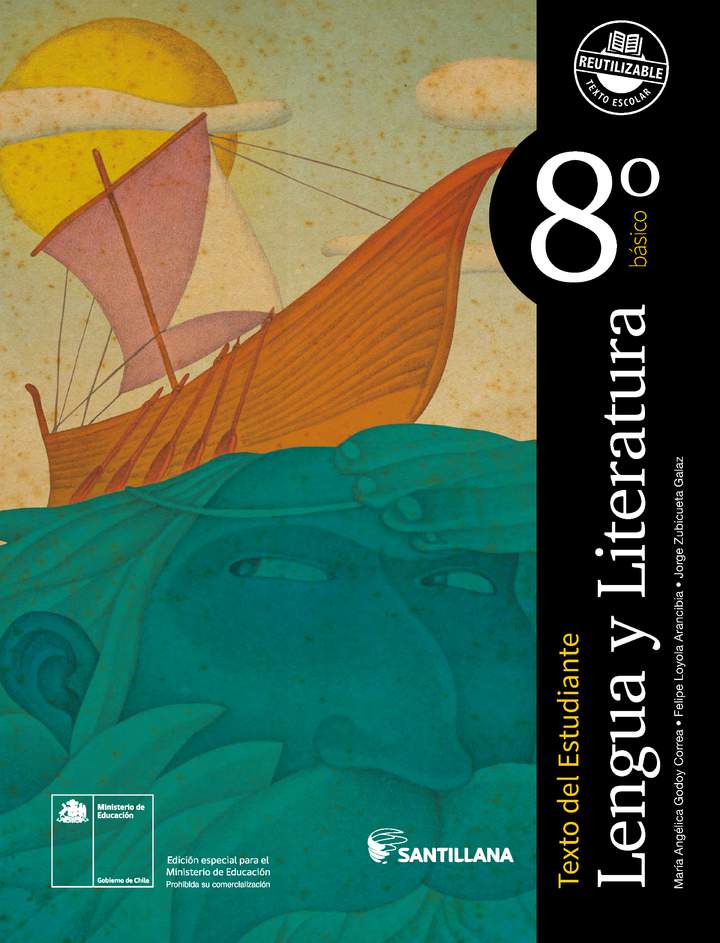 REUTILIZABLE
TEXTO ESCOLAR
8º
básico
Texto del Estudiante
Lengua y Literatura
María Angélica Godoy Correa • Felipe Loyola Arancibia • Jorge Zubicueta Galaz
Ministerio de
Educación
Gobierno de Chile
Edición especial para el
Ministerio de Educación
Prohibida su comercialización
SANTILLANA